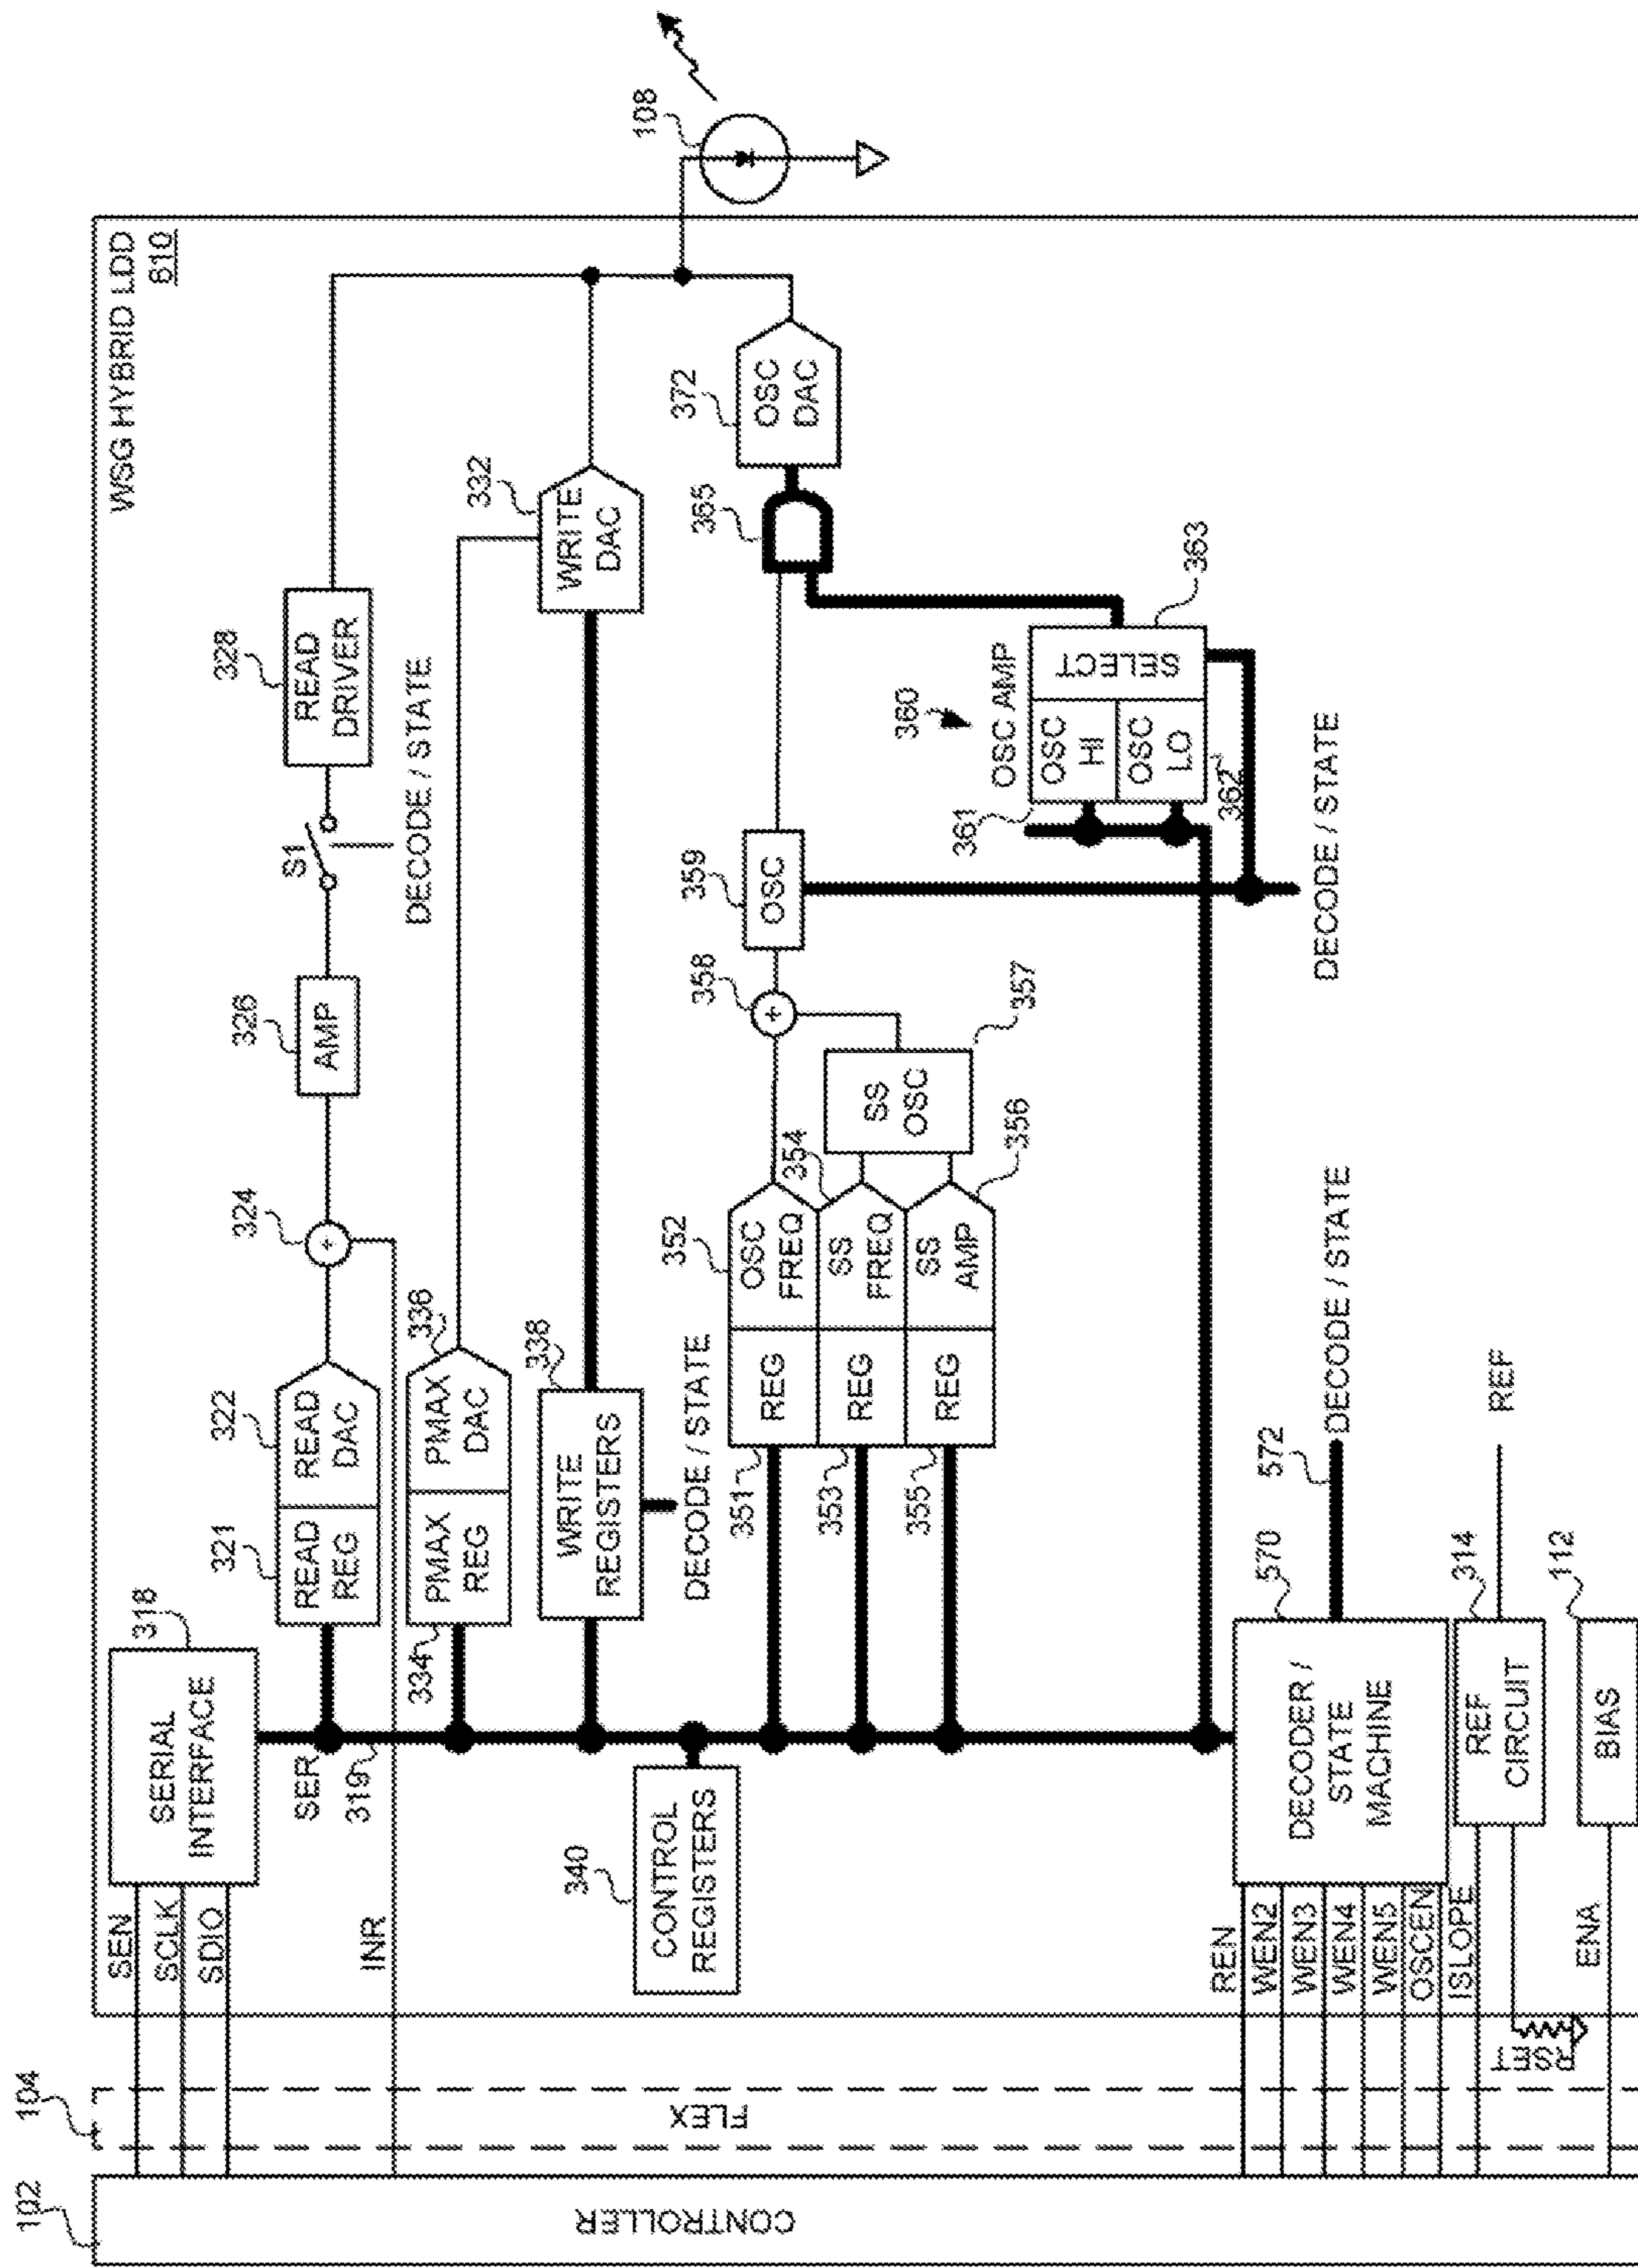 102
104
CONTROLLER
FLEX
WSG HYBRID LDD
610
SEN
SCLK
SDIO
318
SERIAL
INTERFACE
SER
319
INR
321
READ
REG
322
READ
DAC
324
+
326
AMP
S1
DECODE / STATE
328
READ
DRIVER
108
334
PMAX
REG
336
PMAX
DAC
338
WRITE
REGISTERS
DECODE / STATE
332
WRITE
DAC
340
CONTROL
REGISTERS
351
REG
352
OSC
FREQ
353
REG
354
SS
FREQ
355
REG
356
SS
AMP
357
SS
OSC
358
+
359
OSC
365
372
OSC
DAC
360
OSC AMP
361
OSC
HI
362
OSC
LO
363
SELECT
DECODE / STATE
REN
WEN2
WEN3
WEN4
WEN5
OSCEN
ISLOPE
570
DECODER /
STATE
MACHINE
572
DECODE / STATE
RSET
314
REF
CIRCUIT
REF
ENA
112
BIAS